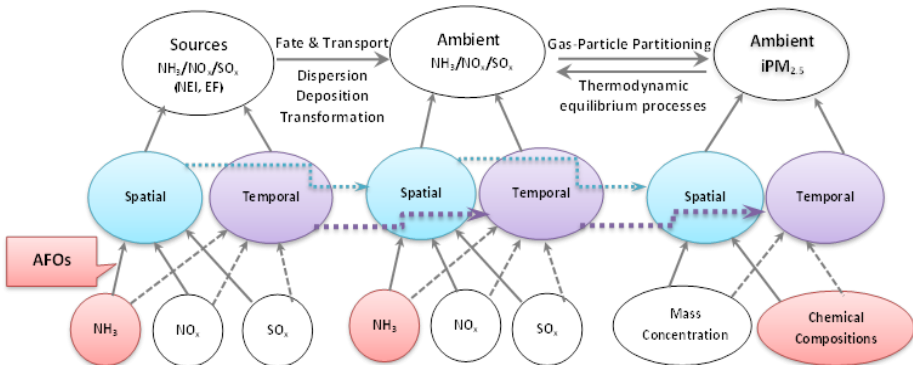 Sources
NH₃/NOₓ/SOₓ
(NEI, EF)
Fate & Transport
Dispersion
Deposition
Transformation
Ambient
NH₃/NOₓ/SOₓ
Gas-Particle Partitioning
Thermodynamic
equilibrium processes
Ambient
iPM₂.₅
Spatial
Temporal
Spatial
Temporal
Spatial
Temporal
AFOs
NH₃
NOₓ
SOₓ
NH₃
NOₓ
SOₓ
Mass
Concentration
Chemical
Compositions